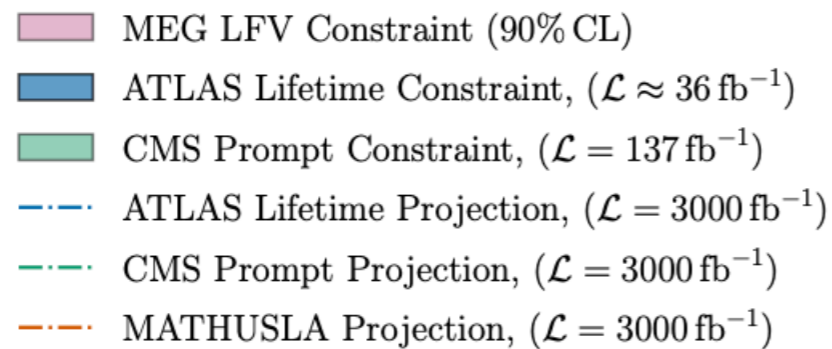 MEG LFV Constraint (90% CL)
ATLAS Lifetime Constraint, (ℒ ≈ 36 fb⁻¹)
CMS Prompt Constraint, (ℒ = 137 fb⁻¹)
ATLAS Lifetime Projection, (ℒ = 3000 fb⁻¹)
CMS Prompt Projection, (ℒ = 3000 fb⁻¹)
MATHUSLA Projection, (ℒ = 3000 fb⁻¹)